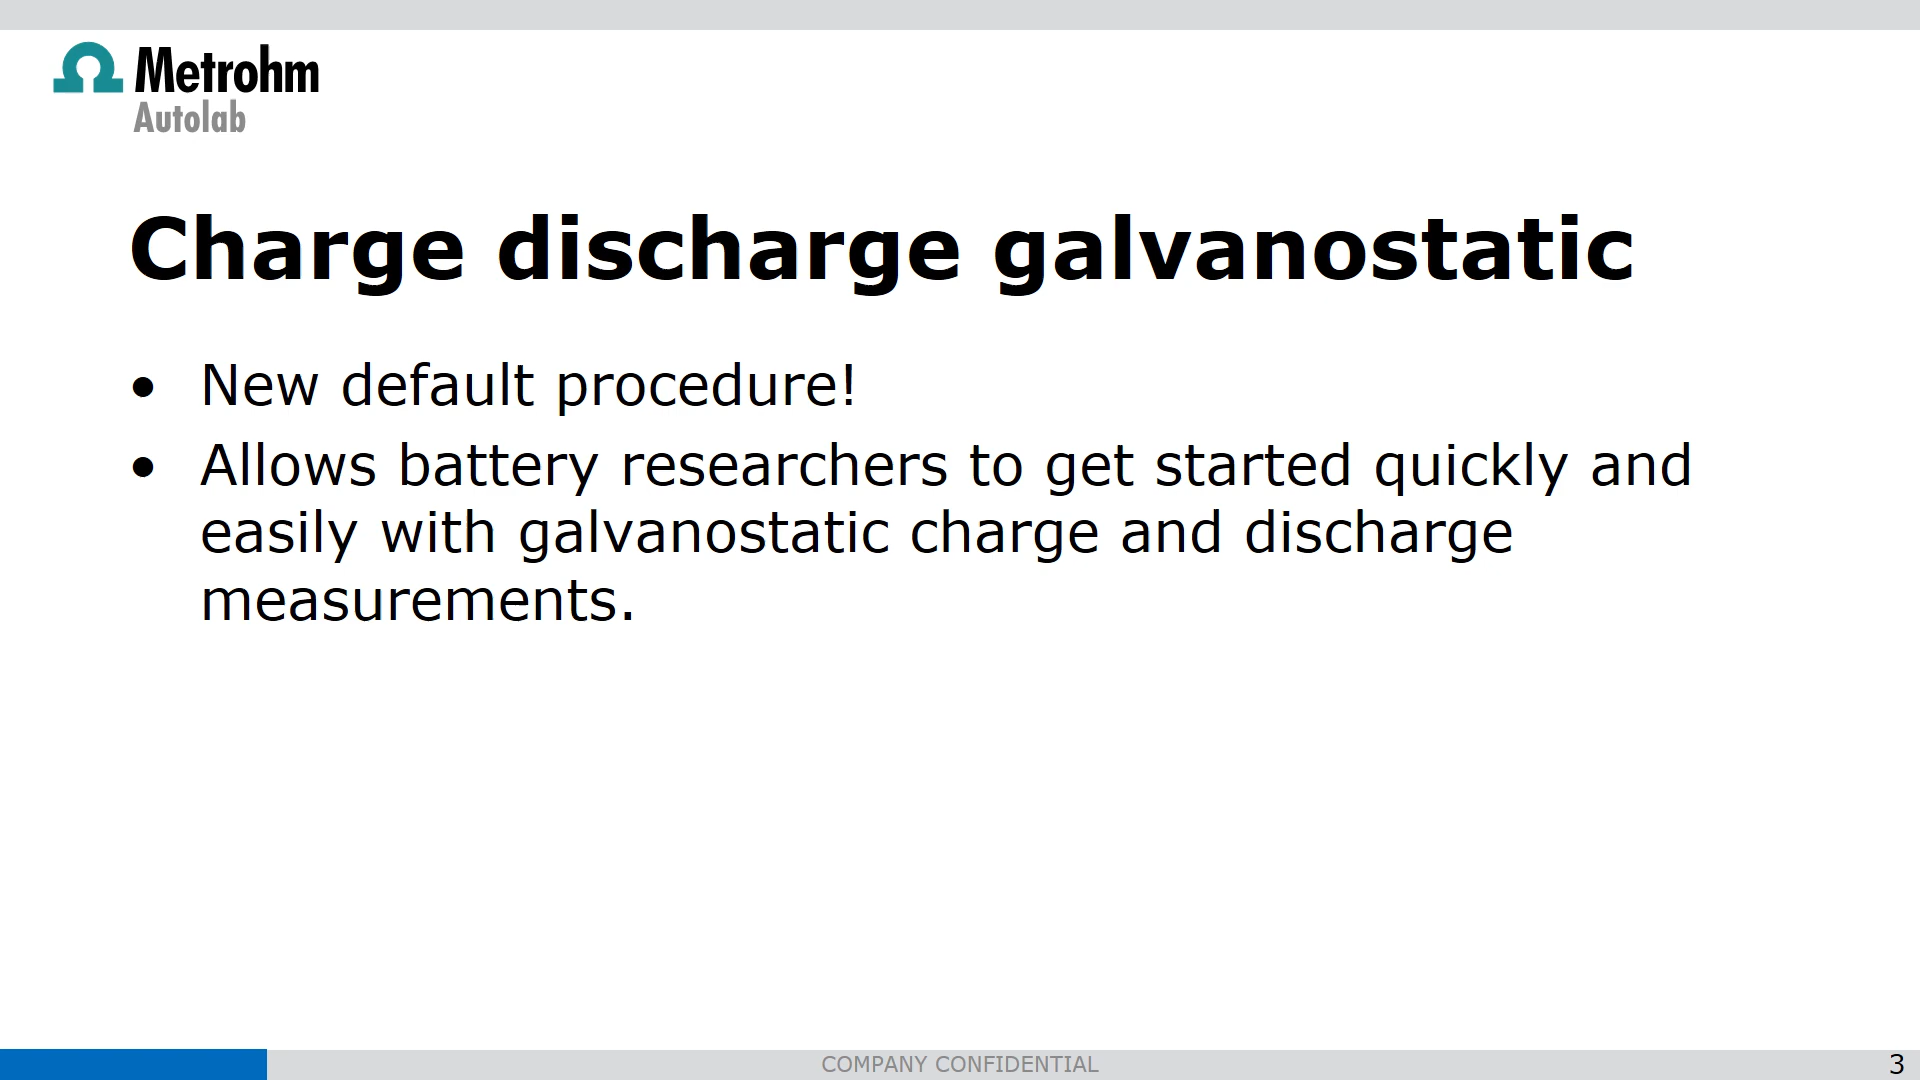 Metrohm
Autolab
Charge discharge galvanostatic
• New default procedure!
• Allows battery researchers to get started quickly and
easily with galvanostatic charge and discharge
measurements.
COMPANY CONFIDENTIAL
3